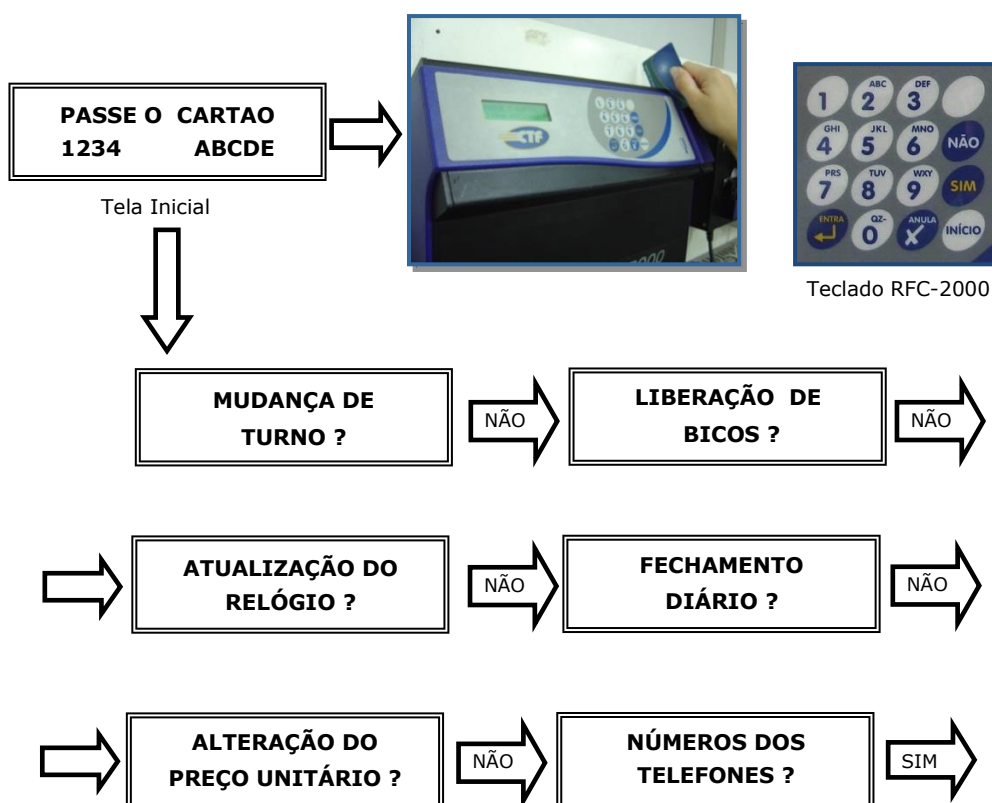 PASSE O CARTAO
1234 ABCDE
Tela Inicial
CTF
2000
ABC DEF
1 2 3
GHI JKL MNO
4 5 6 NÃO
PRS TUV WXY
7 8 9 SIM
ENTRA QZ- ANULA
0 INÍCIO
Teclado RFC-2000
MUDANÇA DE
TURNO ?
NÃO
LIBERAÇÃO DE
BICOS ?
NÃO
ATUALIZAÇÃO DO
RELÓGIO ?
NÃO
FECHAMENTO
DIÁRIO ?
NÃO
ALTERAÇÃO DO
PREÇO UNITÁRIO ?
NÃO
NÚMEROS DOS
TELEFONES ?
SIM